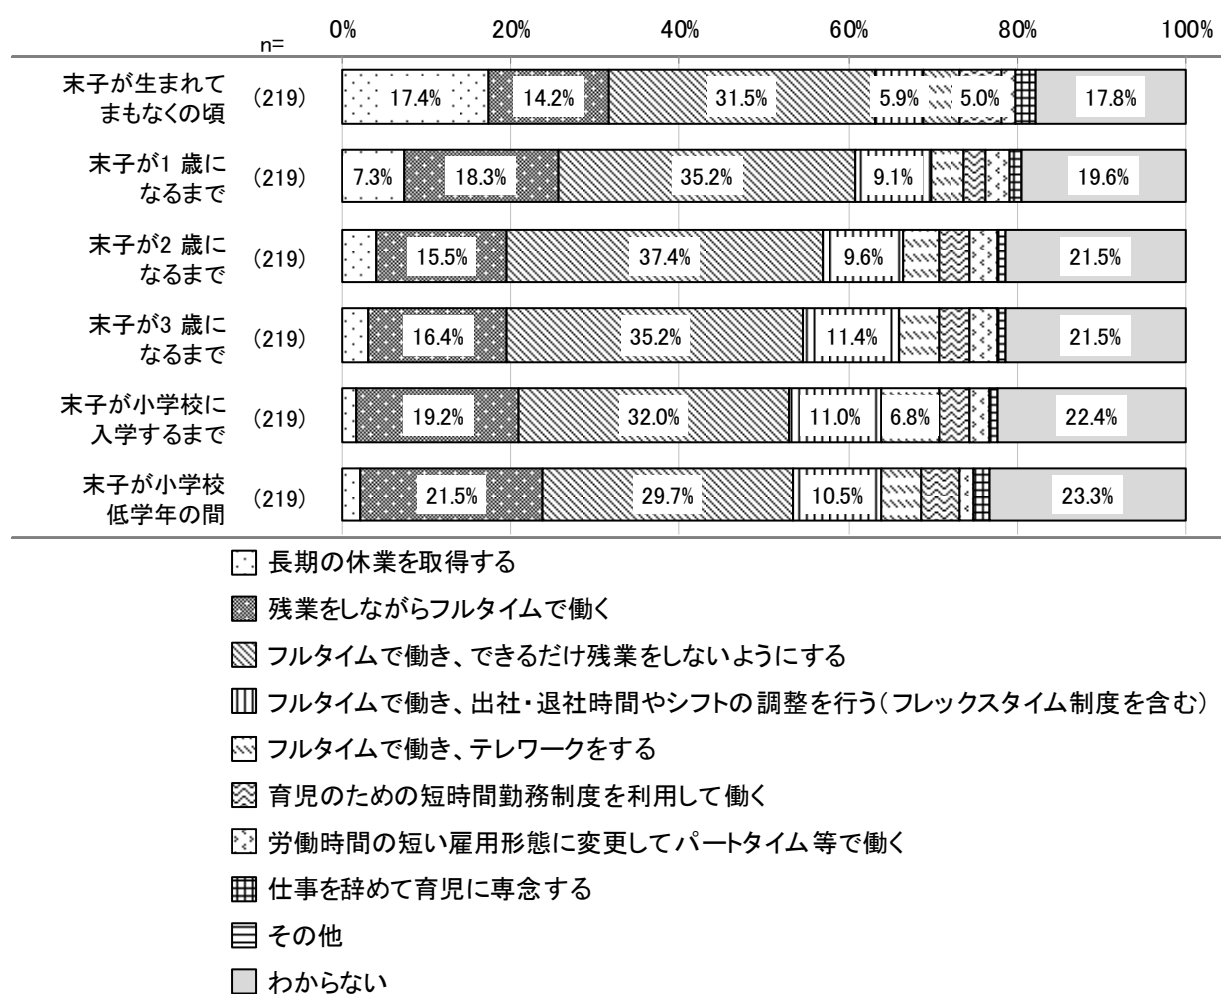 n=
0% 20% 40% 60% 80% 100%
末子が生まれて
まもなくの頃
(219) 17.4% 14.2% 31.5% 5.9% 5.0% 17.8%
末子が1 歳に
なるまで
(219) 7.3% 18.3% 35.2% 9.1% 19.6%
末子が2 歳に
なるまで
(219) 15.5% 37.4% 9.6% 21.5%
末子が3 歳に
なるまで
(219) 16.4% 35.2% 11.4% 21.5%
末子が小学校に
入学するまで
(219) 19.2% 32.0% 11.0% 6.8% 22.4%
末子が小学校
低学年の間
(219) 21.5% 29.7% 10.5% 23.3%
長期の休業を取得する
残業をしながらフルタイムで働く
フルタイムで働き、できるだけ残業をしないようにする
フルタイムで働き、出社・退社時間やシフトの調整を行う(フレックスタイム制度を含む)
フルタイムで働き、テレワークをする
育児のための短時間勤務制度を利用して働く
労働時間の短い雇用形態に変更してパートタイム等で働く
仕事を辞めて育児に専念する
その他
わからない